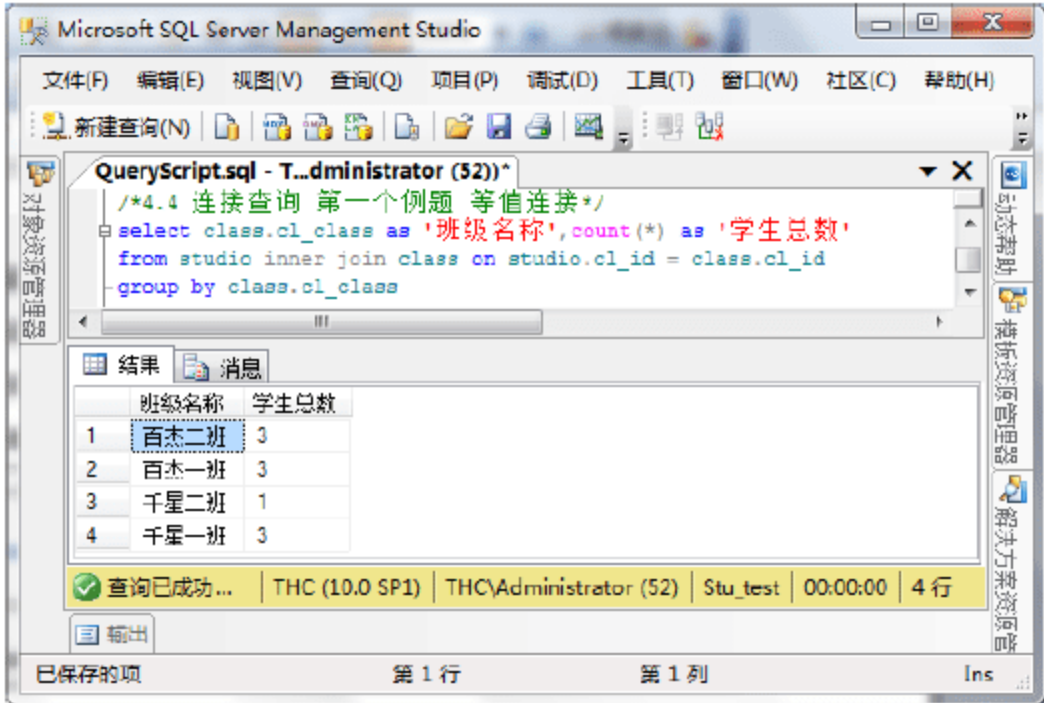 Microsoft SQL Server Management Studio
文件(F) 编辑(E) 视图(V) 查询(Q) 项目(P) 调试(D) 工具(T) 窗口(W) 社区(C) 帮助(H)
新建查询(N)
QueryScript.sql - T...dministrator (52))*
/*4.4 连接查询 第一个例题 等值连接*/
select class.cl_class as '班级名称',count(*) as '学生总数'
from studio inner join class on studio.cl_id = class.cl_id
group by class.cl_class
对象资源管理器
结果 消息
班级名称 学生总数
1 百杰二班 3
2 百杰一班 3
3 千星二班 1
4 千星一班 3
查询已成功... THC (10.0 SP1) THC\Administrator (52) Stu_test 00:00:00 4 行
输出
动态帮助
模板资源管理器
解决方案资源管
已保存的项 第 1 行 第 1 列 Ins